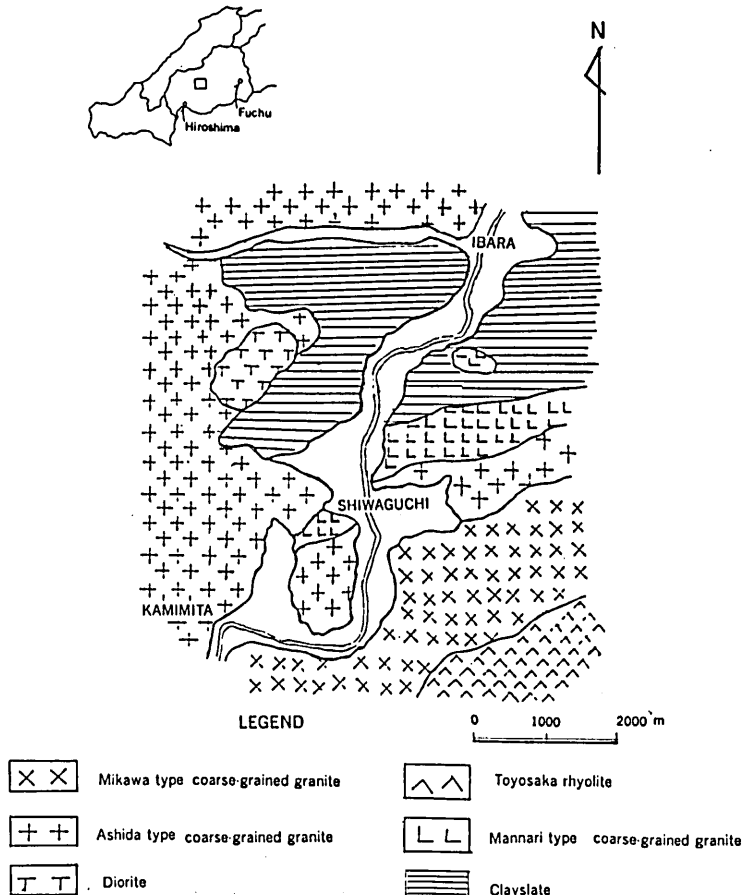 N
Fuchu
Hiroshima
IBARA
SHIWAGUCHI
KAMIMITA
LEGEND
0 1000 2000 m
Mikawa type coarse-grained granite
Toyosaka rhyolite
Ashida type coarse-grained granite
Mannari type coarse-grained granite
Diorite
Clayslate